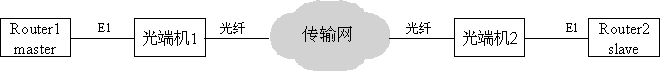 Router1
master
E1
光端机1
光纤
传输网
光纤
光端机2
E1
Router2
slave